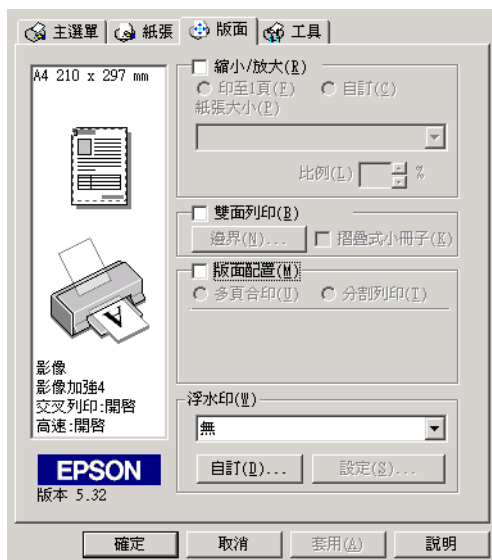 主選單 紙張 版面 工具
A4 210 x 297 mm
縮小/放大(R)
印至1頁(F) 自訂(C)
紙張大小(P)
比例(L) %
雙面列印(B)
邊界(N)... 摺疊式小冊子(K)
版面配置(M)
多頁合印(U) 分割列印(T)
A
影像
影像加強4
交叉列印:開啓
高速:開啓
浮水印(W)
無
自訂(D)... 設定(S)...
EPSON
版本 5.32
確定 取消 套用(A) 說明